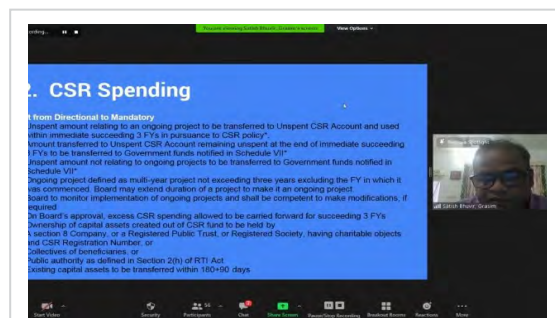 ording...
View Options
2. CSR Spending
t from Directional to Mandatory
Unspent amount relating to an ongoing project to be transferred to Unspent CSR Account and used
within immediate succeeding 3 FYs in pursuance to CSR policy*.
Amount transferred to Unspent CSR Account remaining unspent at the end of immediate succeeding
3 FYs to be transferred to Government funds notified in Schedule VII*
Unspent amount not relating to ongoing projects to be transferred to Government funds notified in
Schedule VII*
Ongoing project defined as multi-year project not exceeding three years excluding the FY in which it
was commenced. Board may extend duration of a project to make it an ongoing project
Board to monitor implementation of ongoing projects and shall be competent to make modifications, if
required
On Board's approval, excess CSR spending allowed to be carried forward for succeeding 3 FYs
Ownership of capital assets created out of CSR fund to be held by
A section 8 Company, or a Registered Public Trust, or Registered Society, having charitable objects
and CSR Registration Number, or
Collectives of beneficiaries, or
Public authority as defined in Section 2(h) of RTI Act
Existing capital assets to be transferred within 180+90 days
Start Video
Security
Participants
Chat
Share Screen
Pause/Stop Recording
Breakout Rooms
Reactions
More